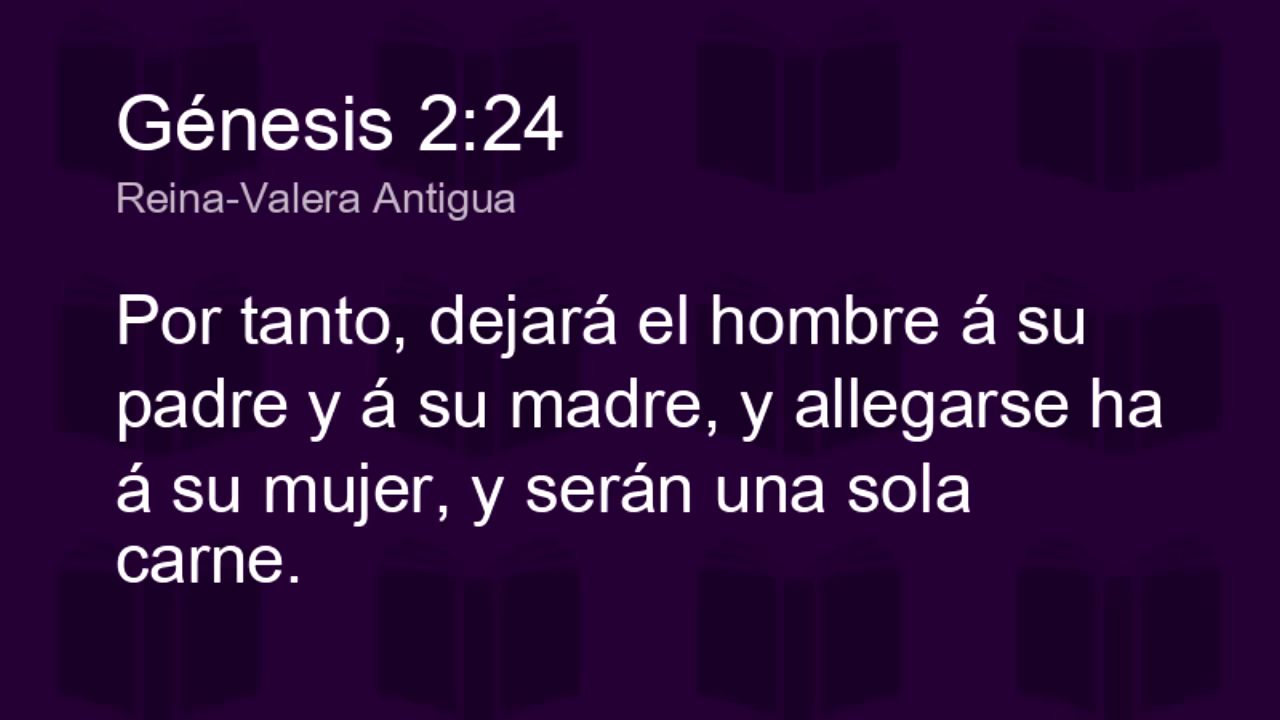 Génesis 2:24
Reina-Valera Antigua
Por tanto, dejará el hombre á su
padre y á su madre, y allegarse ha
á su mujer, y serán una sola
carne.